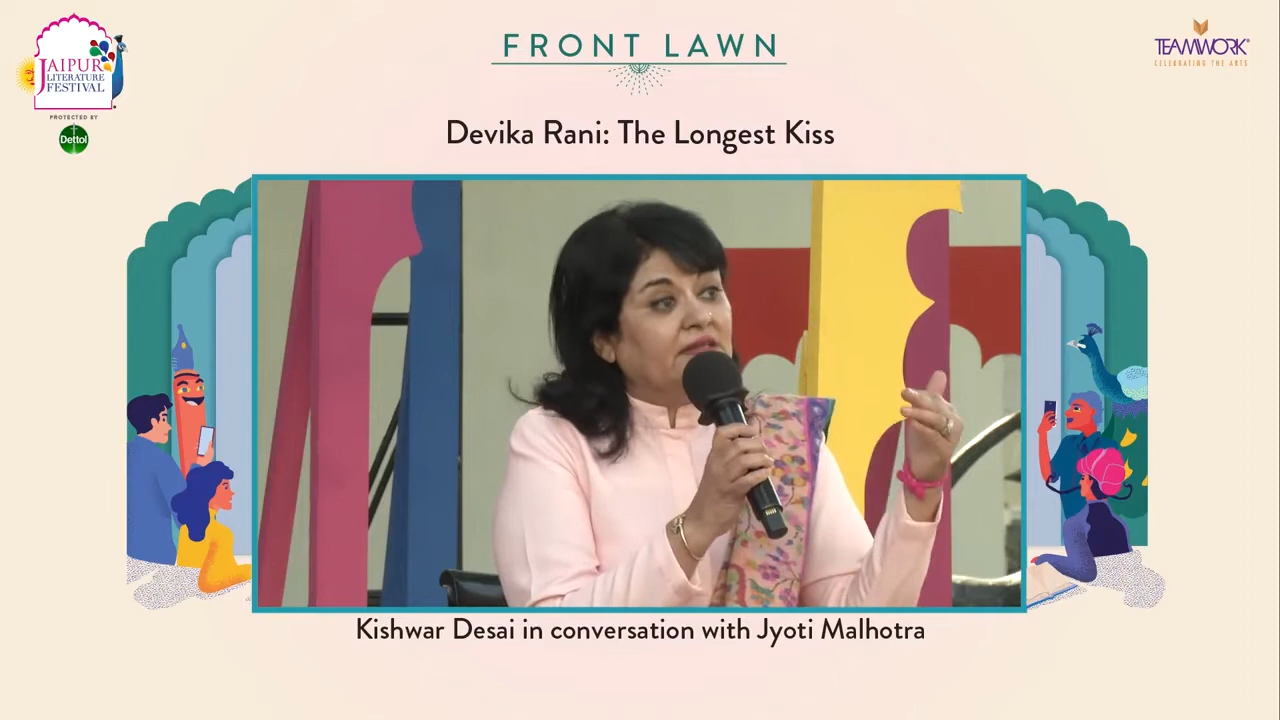 JAIPUR
LITERATURE
FESTIVAL
PROTECTED BY
Dettol
FRONT LAWN
TEAMWORK®
CELEBRATING THE ARTS
Devika Rani: The Longest Kiss
Kishwar Desai in conversation with Jyoti Malhotra